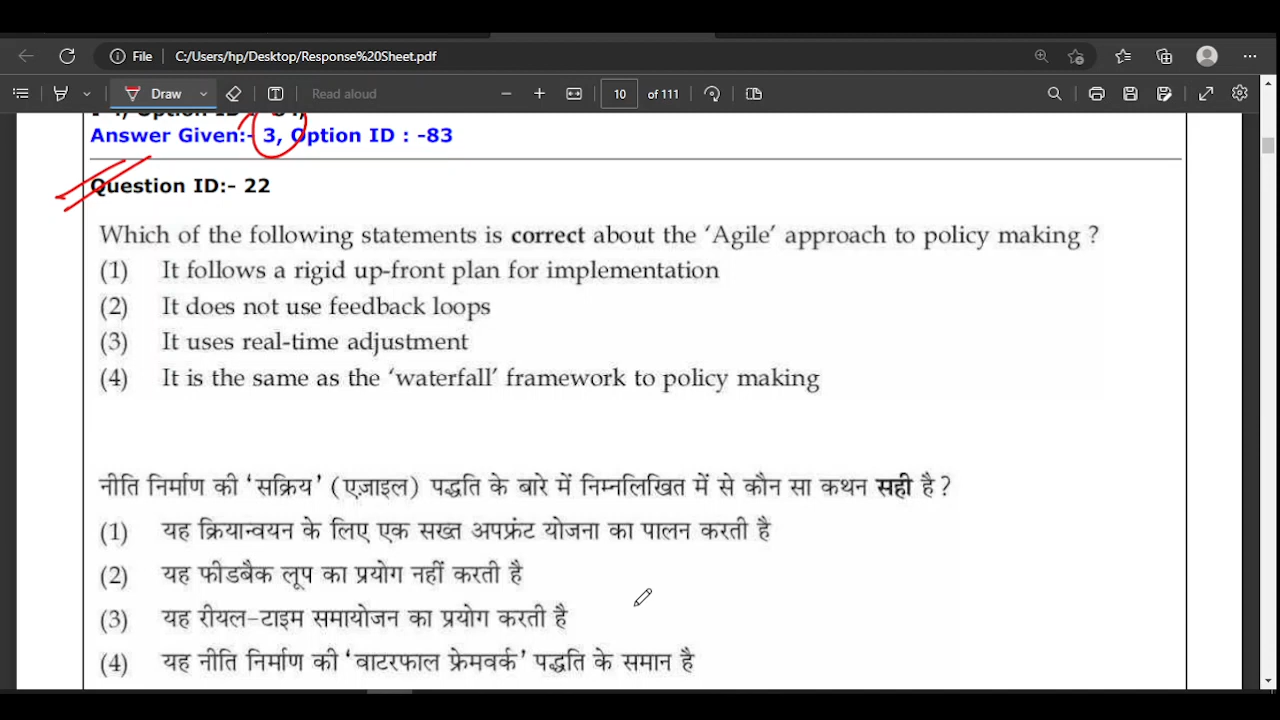 File C:/Users/hp/Desktop/Response%20Sheet.pdf
Draw Read aloud 10 of 111
Answer Given:- 3, Option ID : -83
Question ID:- 22
Which of the following statements is correct about the 'Agile' approach to policy making ?
(1) It follows a rigid up-front plan for implementation
(2) It does not use feedback loops
(3) It uses real-time adjustment
(4) It is the same as the 'waterfall' framework to policy making
नीति निर्माण की 'सक्रिय' (एज़ाइल) पद्धति के बारे में निम्नलिखित में से कौन सा कथन सही है ?
(1) यह क्रियान्वयन के लिए एक सख्त अपफ्रंट योजना का पालन करती है
(2) यह फीडबैक लूप का प्रयोग नहीं करती है
(3) यह रीयल-टाइम समायोजन का प्रयोग करती है
(4) यह नीति निर्माण की 'वाटरफाल फ्रेमवर्क' पद्धति के समान है